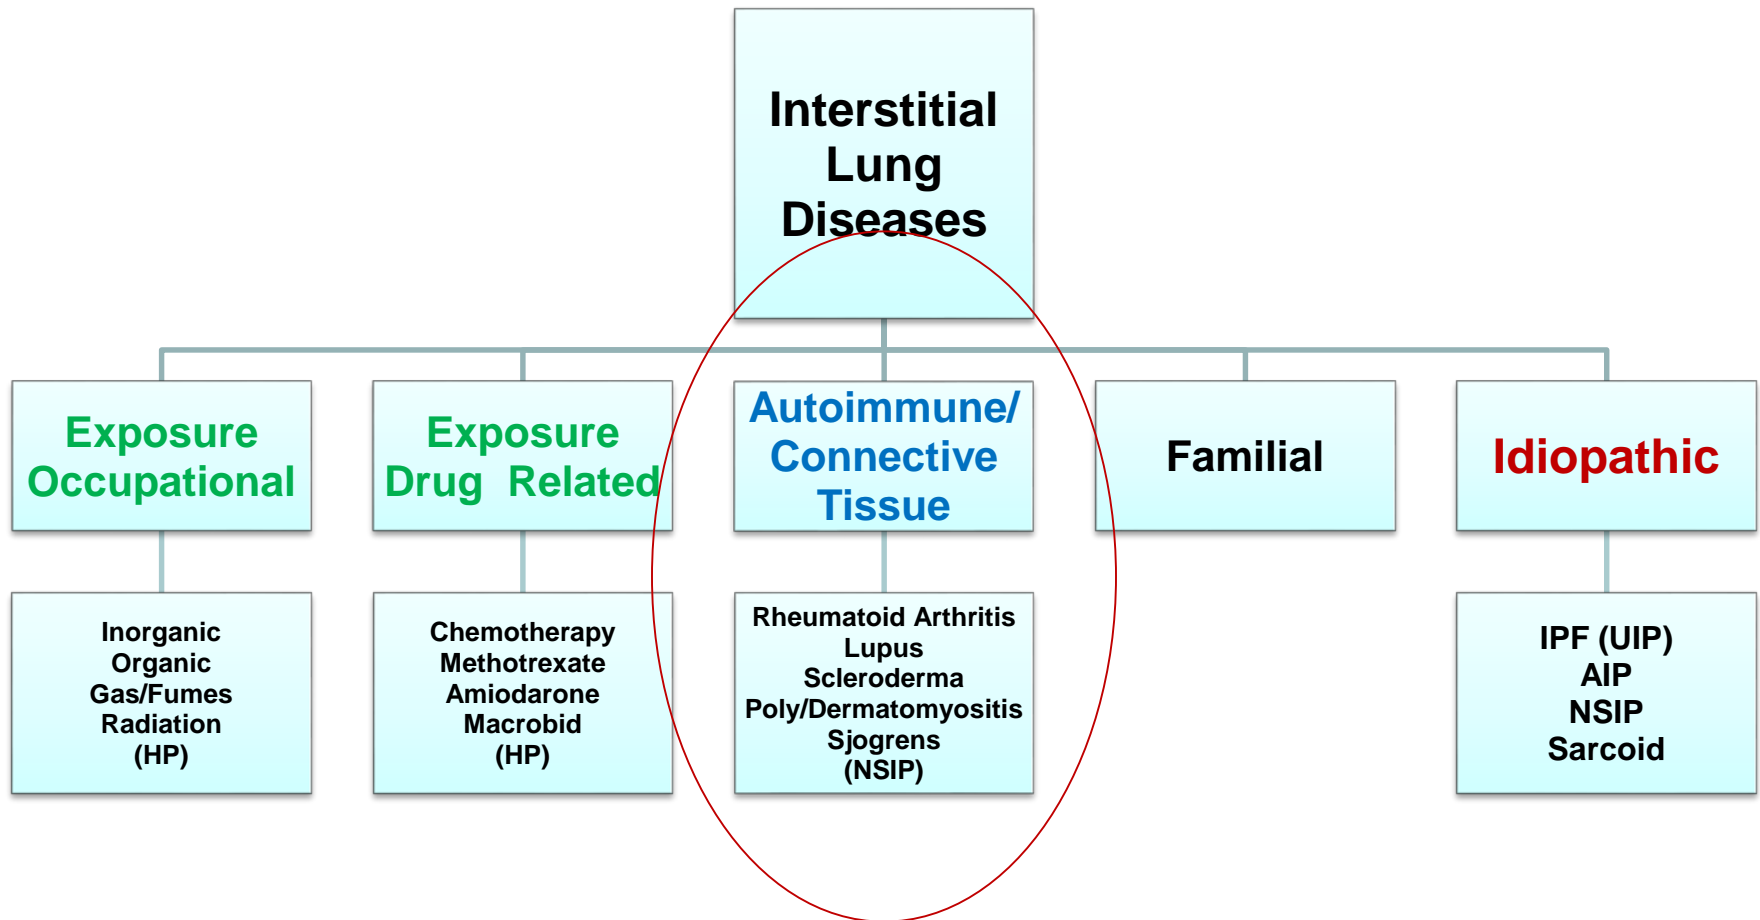 Interstitial
Lung
Diseases
Exposure
Occupational
Exposure
Drug Related
Autoimmune/
Connective
Tissue
Familial
Idiopathic
Inorganic
Organic
Gas/Fumes
Radiation
(HP)
Chemotherapy
Methotrexate
Amiodarone
Macrobid
(HP)
Rheumatoid Arthritis
Lupus
Scleroderma
Poly/Dermatomyositis
Sjogrens
(NSIP)
IPF (UIP)
AIP
NSIP
Sarcoid